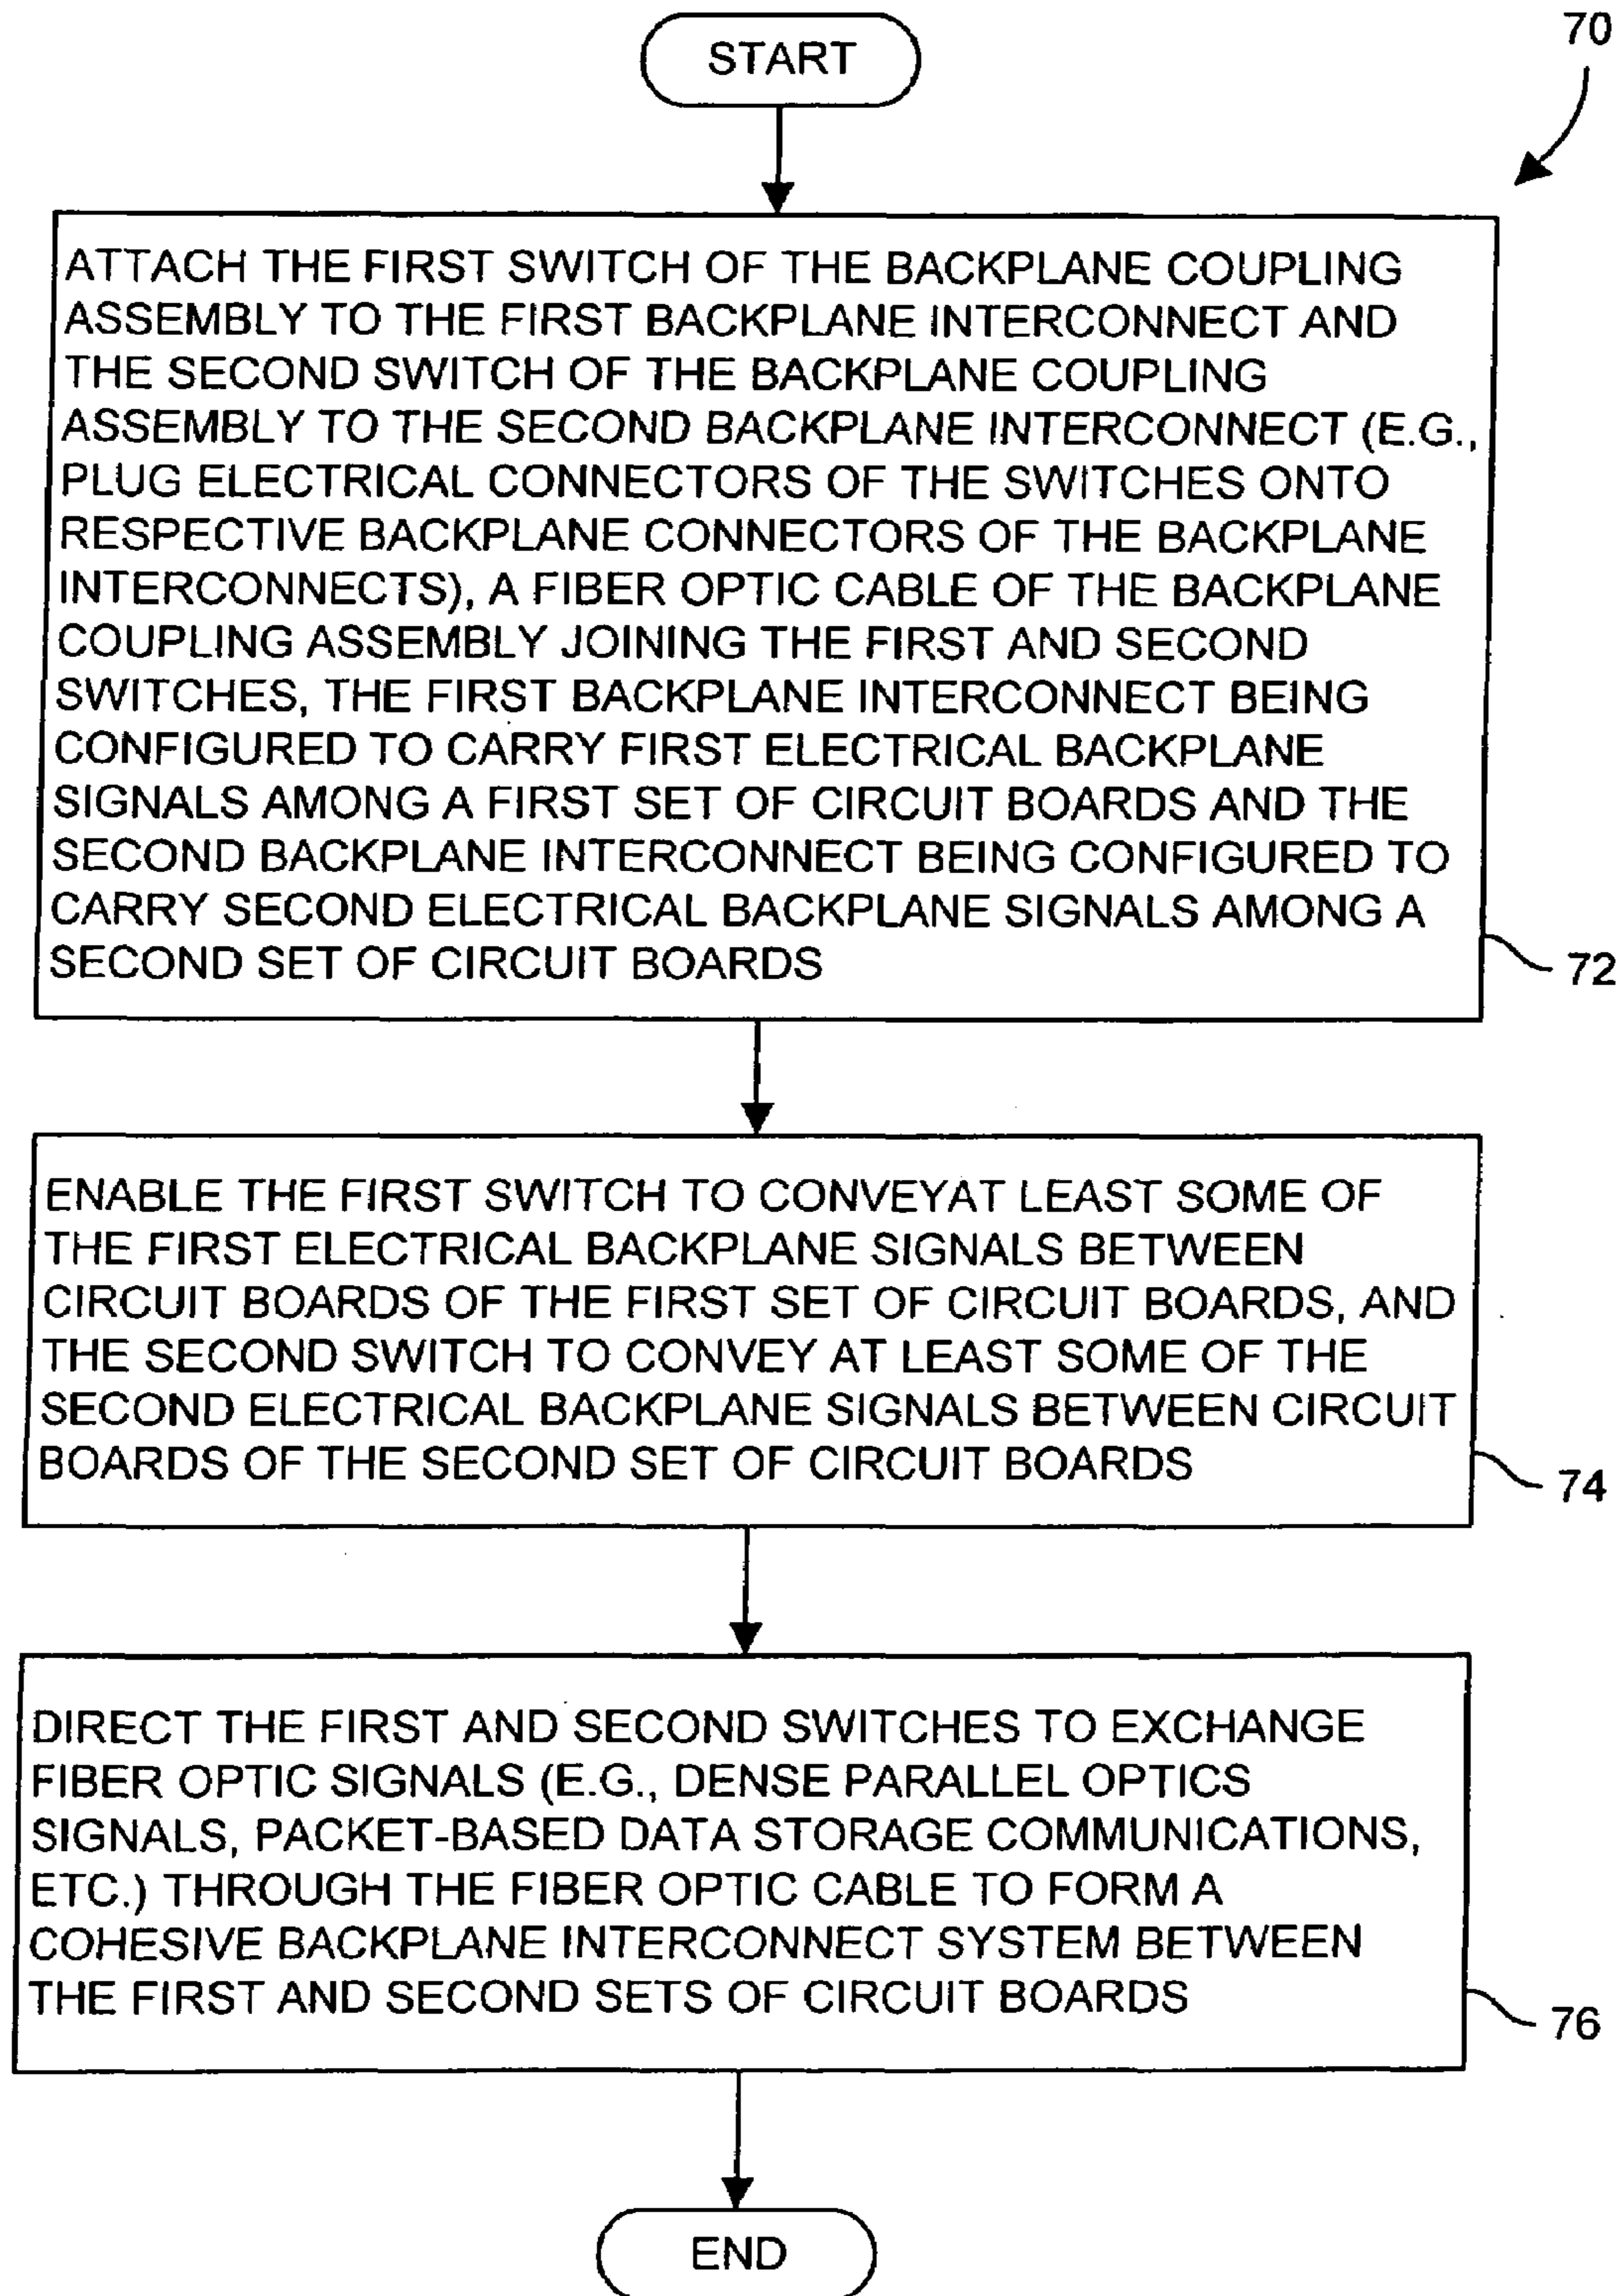 70
START
ATTACH THE FIRST SWITCH OF THE BACKPLANE COUPLING
ASSEMBLY TO THE FIRST BACKPLANE INTERCONNECT AND
THE SECOND SWITCH OF THE BACKPLANE COUPLING
ASSEMBLY TO THE SECOND BACKPLANE INTERCONNECT (E.G.,
PLUG ELECTRICAL CONNECTORS OF THE SWITCHES ONTO
RESPECTIVE BACKPLANE CONNECTORS OF THE BACKPLANE
INTERCONNECTS), A FIBER OPTIC CABLE OF THE BACKPLANE
COUPLING ASSEMBLY JOINING THE FIRST AND SECOND
SWITCHES, THE FIRST BACKPLANE INTERCONNECT BEING
CONFIGURED TO CARRY FIRST ELECTRICAL BACKPLANE
SIGNALS AMONG A FIRST SET OF CIRCUIT BOARDS AND THE
SECOND BACKPLANE INTERCONNECT BEING CONFIGURED TO
CARRY SECOND ELECTRICAL BACKPLANE SIGNALS AMONG A
SECOND SET OF CIRCUIT BOARDS
72
ENABLE THE FIRST SWITCH TO CONVEYAT LEAST SOME OF
THE FIRST ELECTRICAL BACKPLANE SIGNALS BETWEEN
CIRCUIT BOARDS OF THE FIRST SET OF CIRCUIT BOARDS, AND
THE SECOND SWITCH TO CONVEY AT LEAST SOME OF THE
SECOND ELECTRICAL BACKPLANE SIGNALS BETWEEN CIRCUIT
BOARDS OF THE SECOND SET OF CIRCUIT BOARDS
74
DIRECT THE FIRST AND SECOND SWITCHES TO EXCHANGE
FIBER OPTIC SIGNALS (E.G., DENSE PARALLEL OPTICS
SIGNALS, PACKET-BASED DATA STORAGE COMMUNICATIONS,
ETC.) THROUGH THE FIBER OPTIC CABLE TO FORM A
COHESIVE BACKPLANE INTERCONNECT SYSTEM BETWEEN
THE FIRST AND SECOND SETS OF CIRCUIT BOARDS
76
END